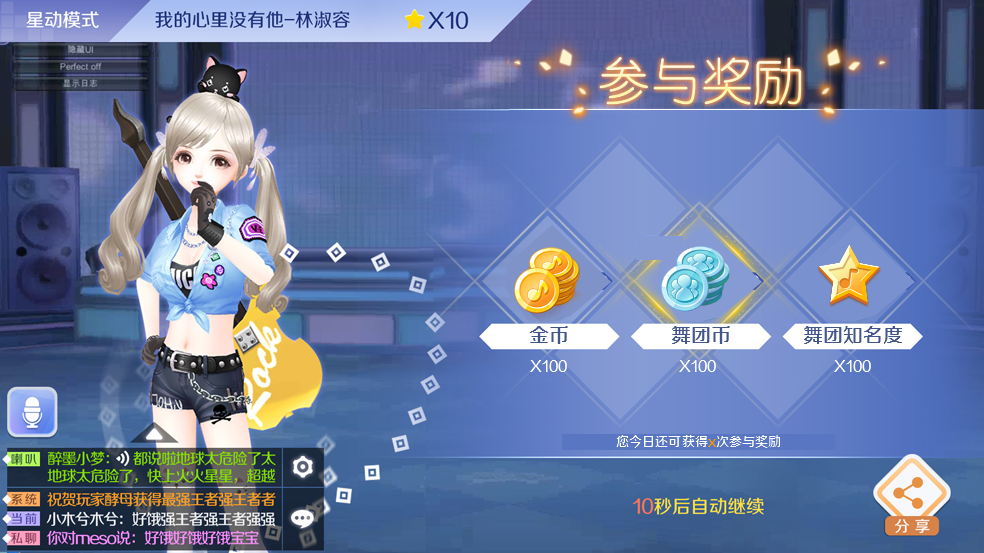 星动模式
我的心里没有他-林淑容
X10
隐藏UI
Perfect off
显示日志
参与奖励
金币
舞团币
舞团知名度
X100
X100
X100
您今日还可获得x次参与奖励
10秒后自动继续
分享
Rock
喇叭 醉墨小梦: 都说啦地球太危险了太
地球太危险了，快上火火星星，超越
系统 祝贺玩家酵母获得最强王者强王者者
当前 小木兮木兮：好饿强王者强王者强强
私聊 你对meso说：好饿好饿好饿宝宝